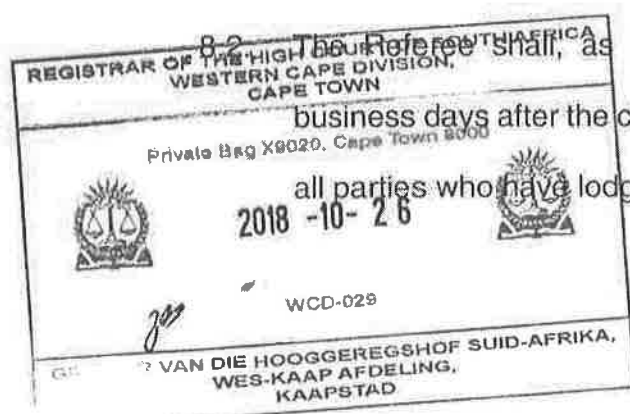 8.2 The Referee shall, as
REGISTRAR OF THE HIGH COURT OF SOUTH AFRICA
WESTERN CAPE DIVISION,
CAPE TOWN
business days after the c
Private Bag X9020, Cape Town 8000
all parties who have lodg
2018 -10- 26
WCD-029
VAN DIE HOOGGEREGSHOF SUID-AFRIKA,
WES-KAAP AFDELING,
KAAPSTAD